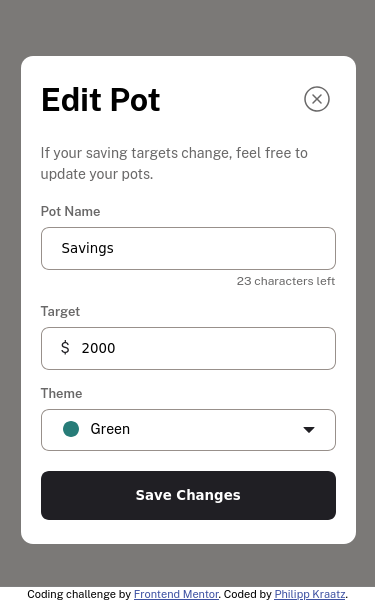 Edit Pot
If your saving targets change, feel free to
update your pots.
Pot Name
Savings
23 characters left
Target
$ 2000
Theme
Green
Save Changes
Coding challenge by Frontend Mentor. Coded by Philipp Kraatz.